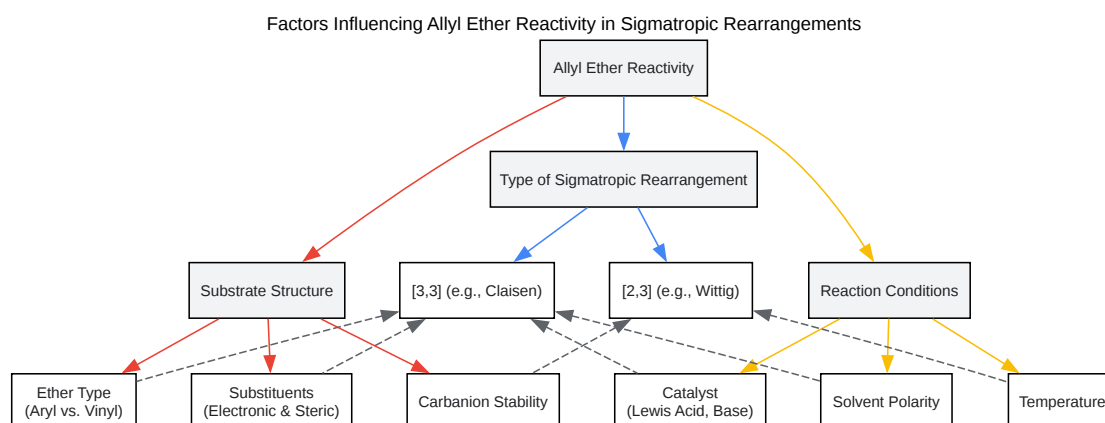 Factors Influencing Allyl Ether Reactivity in Sigmatropic Rearrangements
Allyl Ether Reactivity
Type of Sigmatropic Rearrangement
Substrate Structure
[3,3] (e.g., Claisen)
[2,3] (e.g., Wittig)
Reaction Conditions
Ether Type
(Aryl vs. Vinyl)
Substituents
(Electronic & Steric)
Carbanion Stability
Catalyst
(Lewis Acid, Base)
Solvent Polarity
Temperature